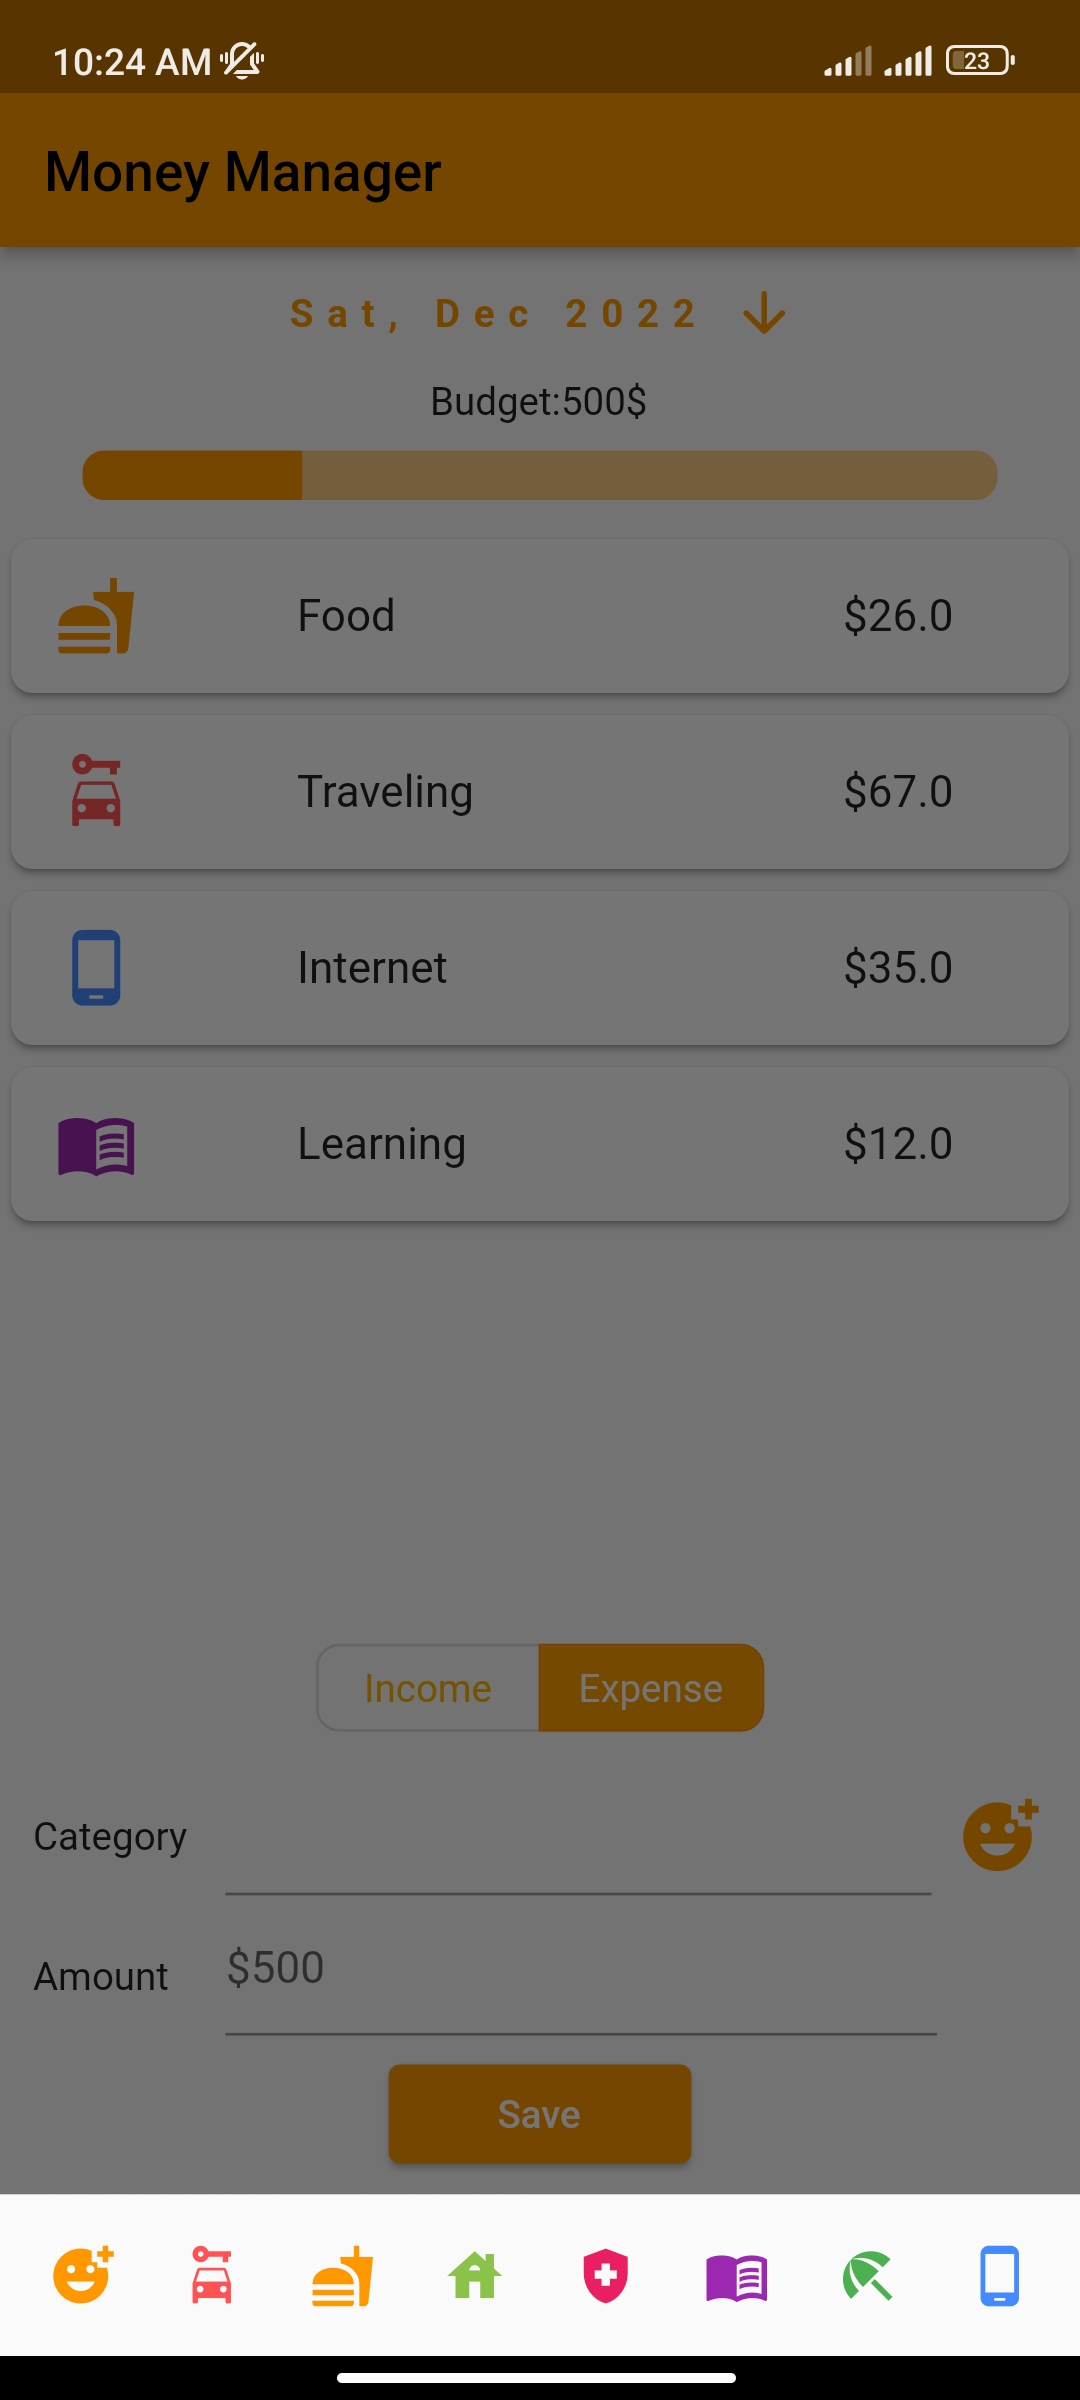 10:24 AM 23
Money Manager
Sat, Dec 2022
Budget:500$
Food $26.0
Traveling $67.0
Internet $35.0
Learning $12.0
Income Expense
Category
Amount $500
Save